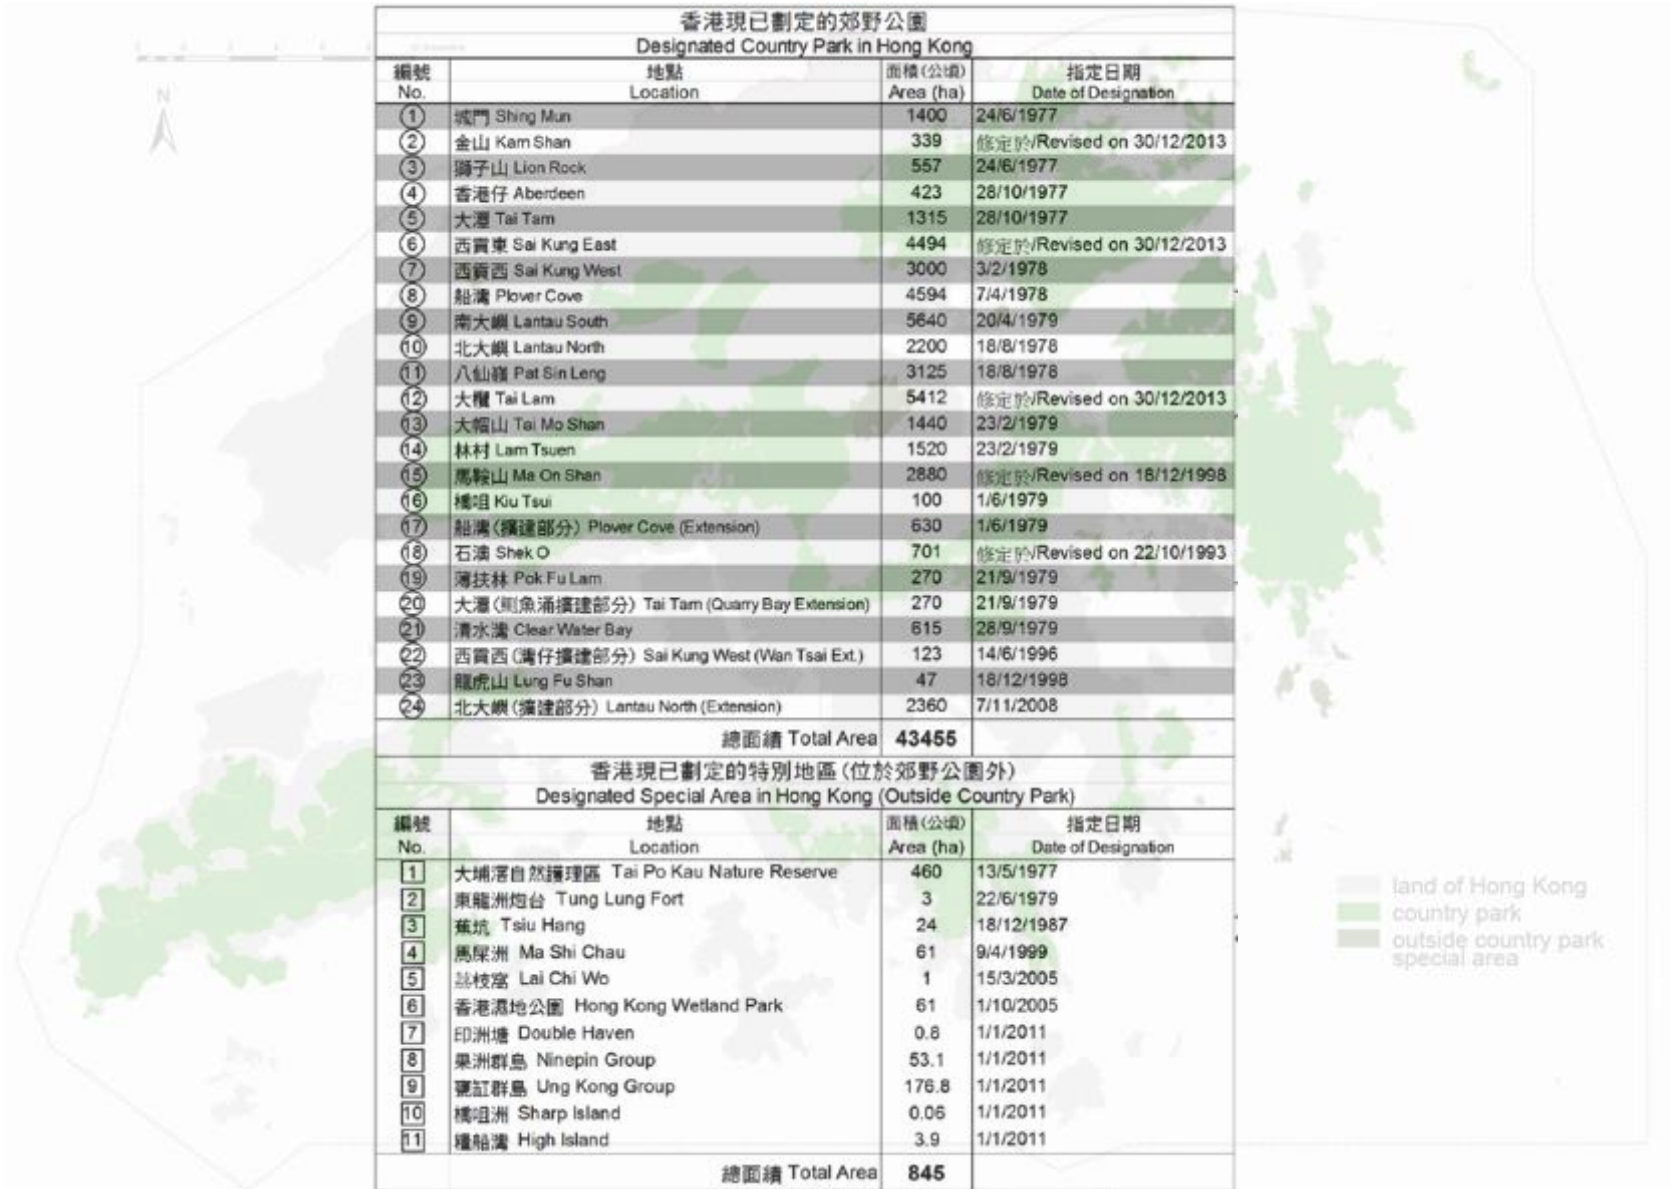 香港現已劃定的郊野公園
Designated Country Park in Hong Kong
編號 地點 面積(公頃) 指定日期
No. Location Area (ha) Date of Designation
1 城門 Shing Mun 1400 24/6/1977
2 金山 Kam Shan 339 修定於/Revised on 30/12/2013
3 獅子山 Lion Rock 557 24/6/1977
4 香港仔 Aberdeen 423 28/10/1977
5 大潭 Tai Tam 1315 28/10/1977
6 西貢東 Sai Kung East 4494 修定於/Revised on 30/12/2013
7 西貢西 Sai Kung West 3000 3/2/1978
8 船灣 Plover Cove 4594 7/4/1978
9 南大嶼 Lantau South 5640 20/4/1979
10 北大嶼 Lantau North 2200 18/8/1978
11 八仙嶺 Pat Sin Leng 3125 18/8/1978
12 大欖 Tai Lam 5412 修定於/Revised on 30/12/2013
13 大帽山 Tai Mo Shan 1440 23/2/1979
14 林村 Lam Tsuen 1520 23/2/1979
15 馬鞍山 Ma On Shan 2880 修定於/Revised on 18/12/1998
16 橋咀 Kiu Tsui 100 1/6/1979
17 船灣(擴建部分) Plover Cove (Extension) 630 1/6/1979
18 石澳 Shek O 701 修定於/Revised on 22/10/1993
19 薄扶林 Pok Fu Lam 270 21/9/1979
20 大潭(鰂魚涌擴建部分) Tai Tam (Quarry Bay Extension) 270 21/9/1979
21 清水灣 Clear Water Bay 615 28/9/1979
22 西貢西(灣仔擴建部分) Sai Kung West (Wan Tsai Ext.) 123 14/6/1996
23 龍虎山 Lung Fu Shan 47 18/12/1998
24 北大嶼(擴建部分) Lantau North (Extension) 2360 7/11/2008
總面績 Total Area 43455
香港現已劃定的特別地區(位於郊野公園外)
Designated Special Area in Hong Kong (Outside Country Park)
編號 地點 面積(公頃) 指定日期
No. Location Area (ha) Date of Designation
1 大埔滘自然護理區 Tai Po Kau Nature Reserve 460 13/5/1977
2 東龍洲炮台 Tung Lung Fort 3 22/6/1979
3 蕉坑 Tsiu Hang 24 18/12/1987
4 馬屎洲 Ma Shi Chau 61 9/4/1999
5 荔枝窩 Lai Chi Wo 1 15/3/2005
6 香港濕地公園 Hong Kong Wetland Park 61 1/10/2005
7 印洲塘 Double Haven 0.8 1/1/2011
8 果洲群島 Ninepin Group 53.1 1/1/2011
9 甕缸群島 Ung Kong Group 176.8 1/1/2011
10 橋咀洲 Sharp Island 0.06 1/1/2011
11 糧船灣 High Island 3.9 1/1/2011
總面績 Total Area 845
N
land of Hong Kong
country park
outside country park
special area